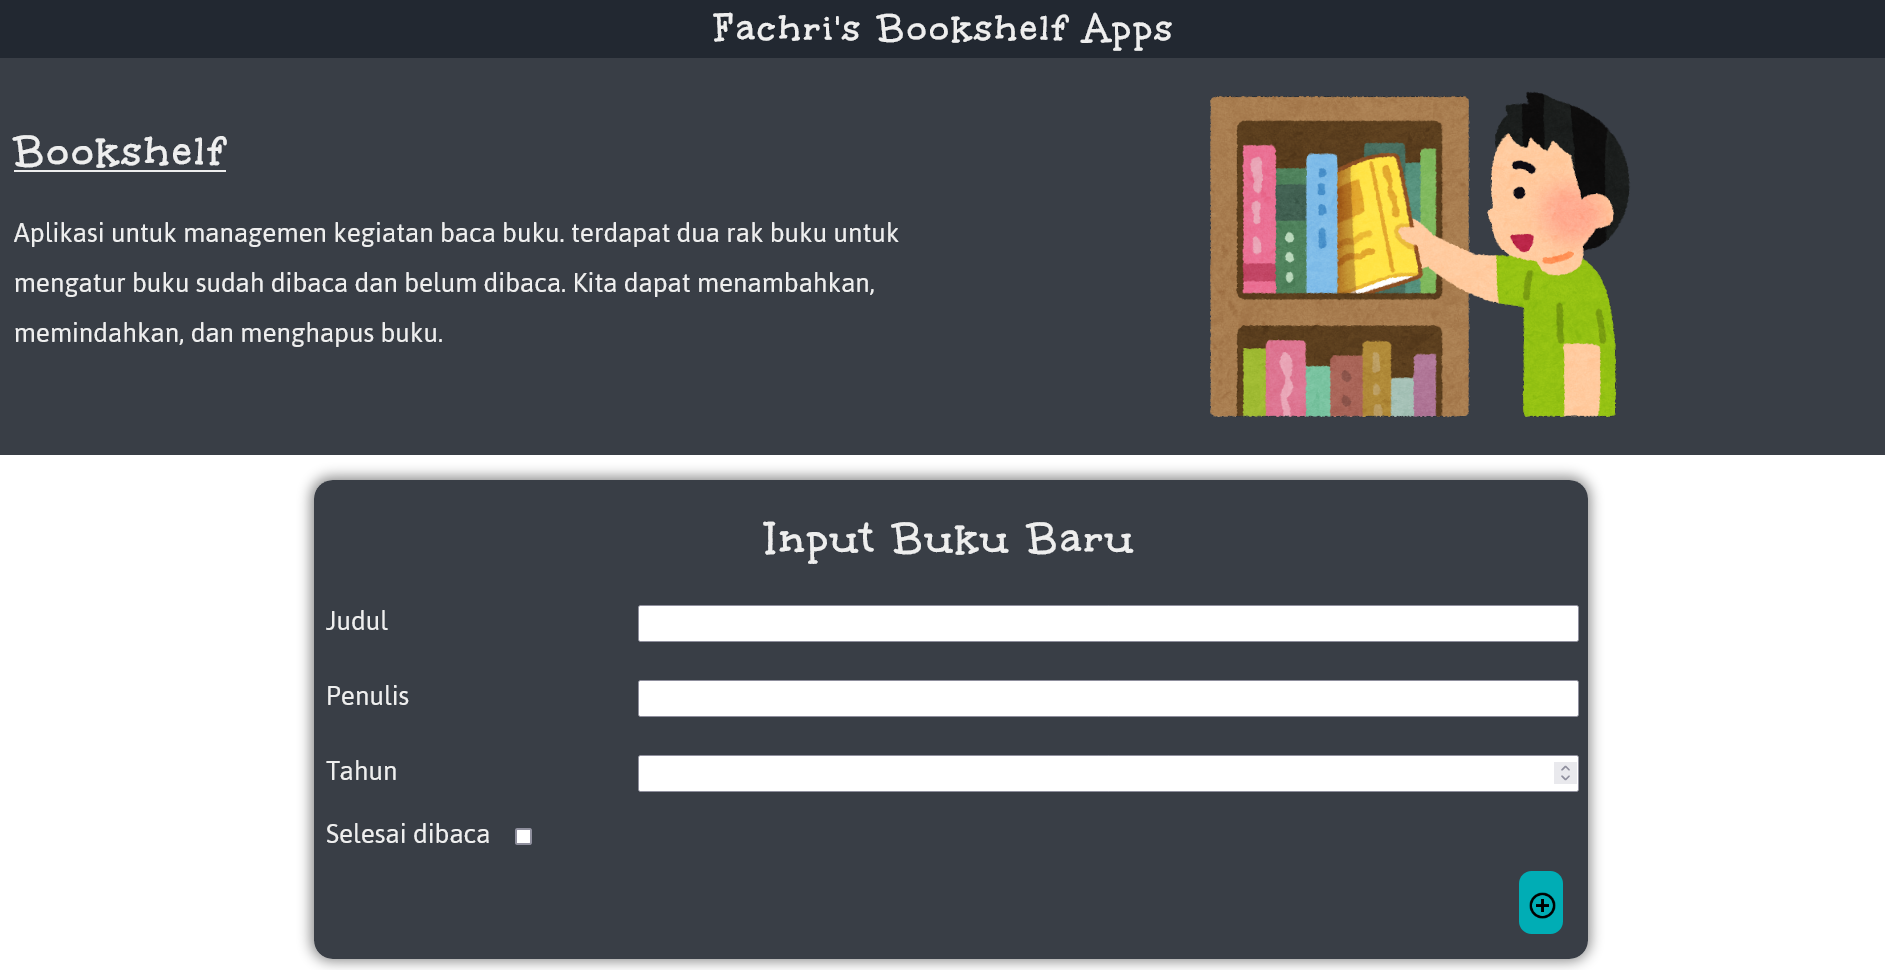 Fachri's Bookshelf Apps
Bookshelf
Aplikasi untuk managemen kegiatan baca buku. terdapat dua rak buku untuk
mengatur buku sudah dibaca dan belum dibaca. Kita dapat menambahkan,
memindahkan, dan menghapus buku.
Input Buku Baru
Judul
Penulis
Tahun
Selesai dibaca